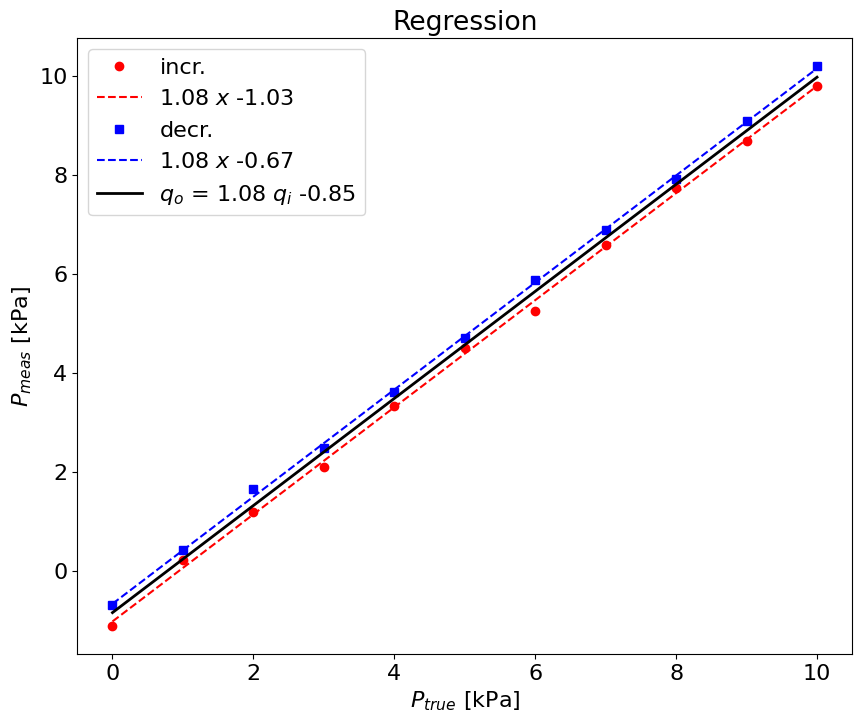 Regression
incr.
1.08 x -1.03
decr.
1.08 x -0.67
q_o = 1.08 q_i -0.85
P_meas [kPa]
10
8
6
4
2
0
0 2 4 6 8 10
P_true [kPa]